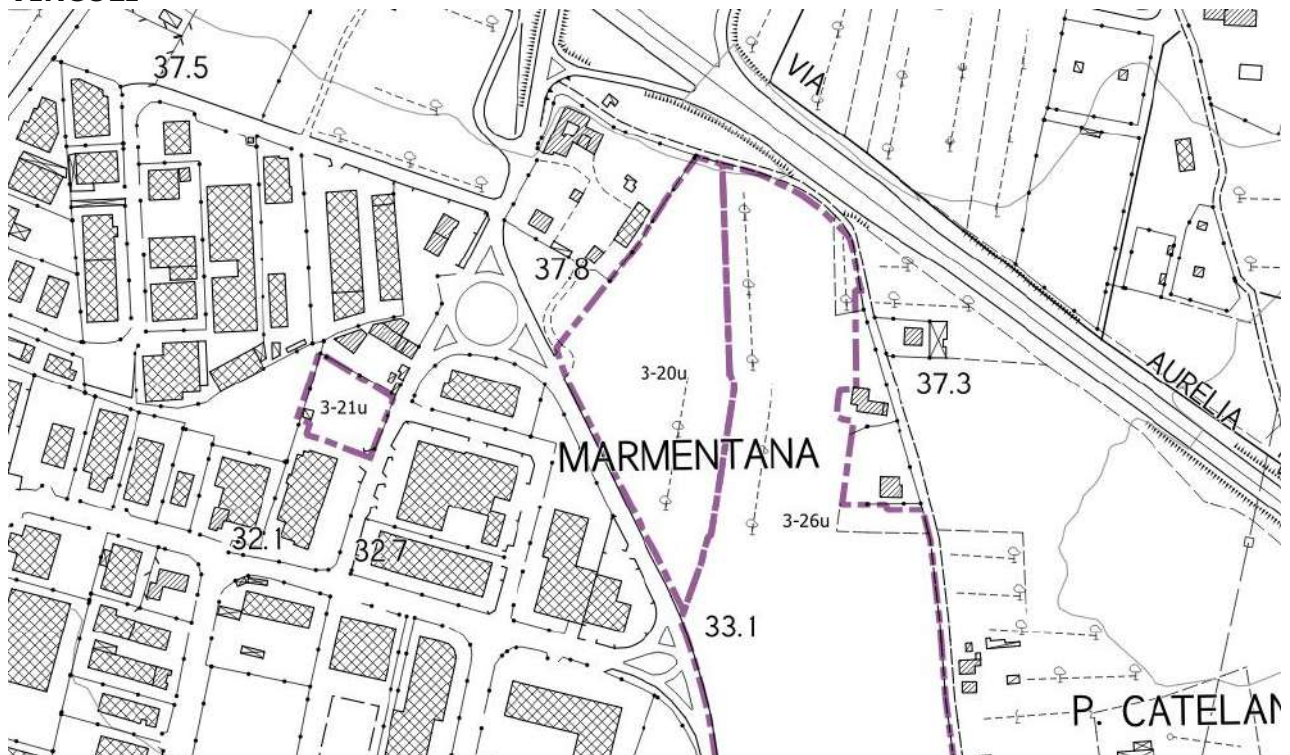 37.5
VIA
37.8
37.3
AURELIA
3-20u
3-21u
MARMENTANA
3-26u
32.1
32.7
33.1
P. CATELAN